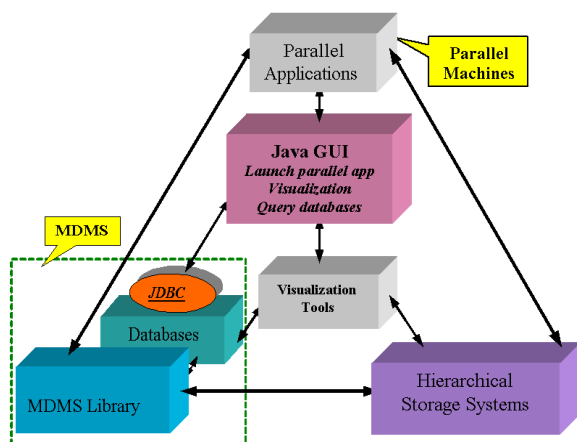 Parallel
Applications
Parallel
Machines
Java GUI
Launch parallel app
Visualization
Query databases
MDMS
JDBC
Databases
Visualization
Tools
MDMS Library
Hierarchical
Storage Systems